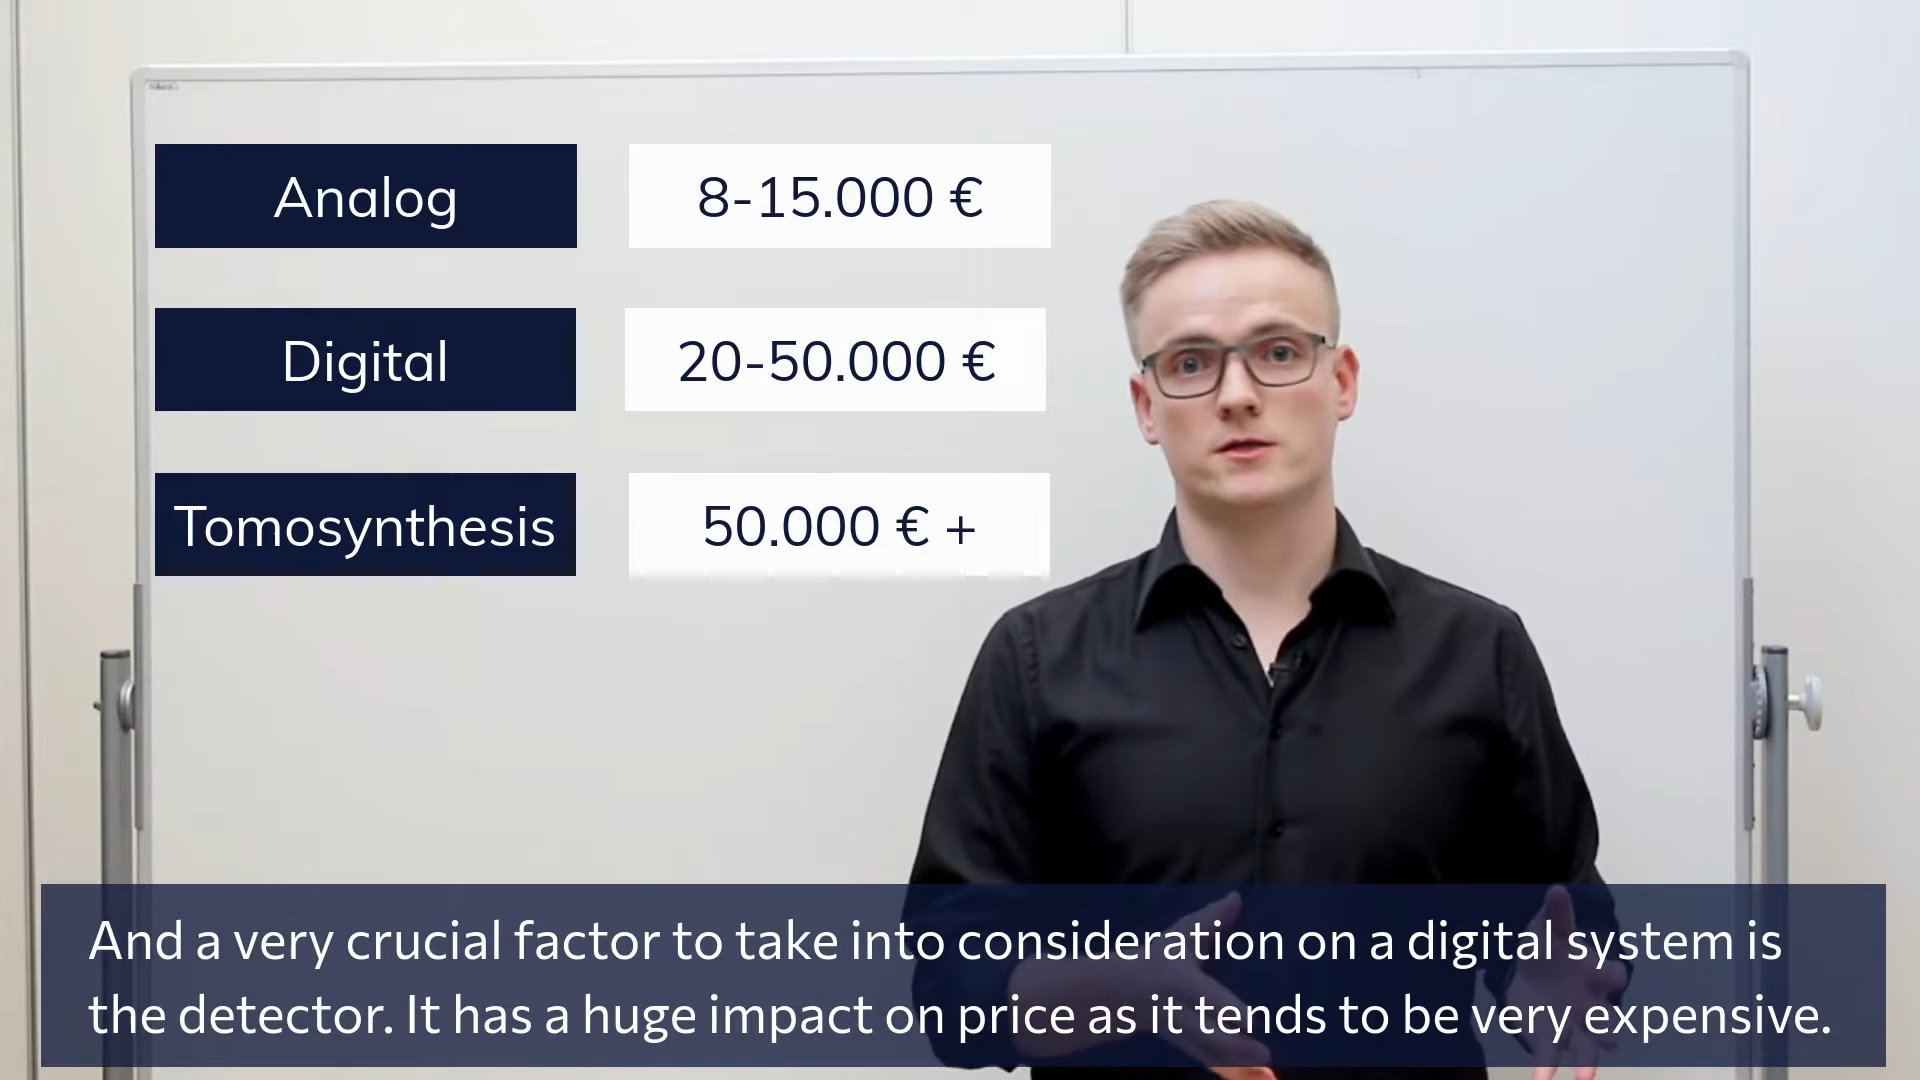 Analog
8-15.000 €
Digital
20-50.000 €
Tomosynthesis
50.000 € +
And a very crucial factor to take into consideration on a digital system is
the detector. It has a huge impact on price as it tends to be very expensive.